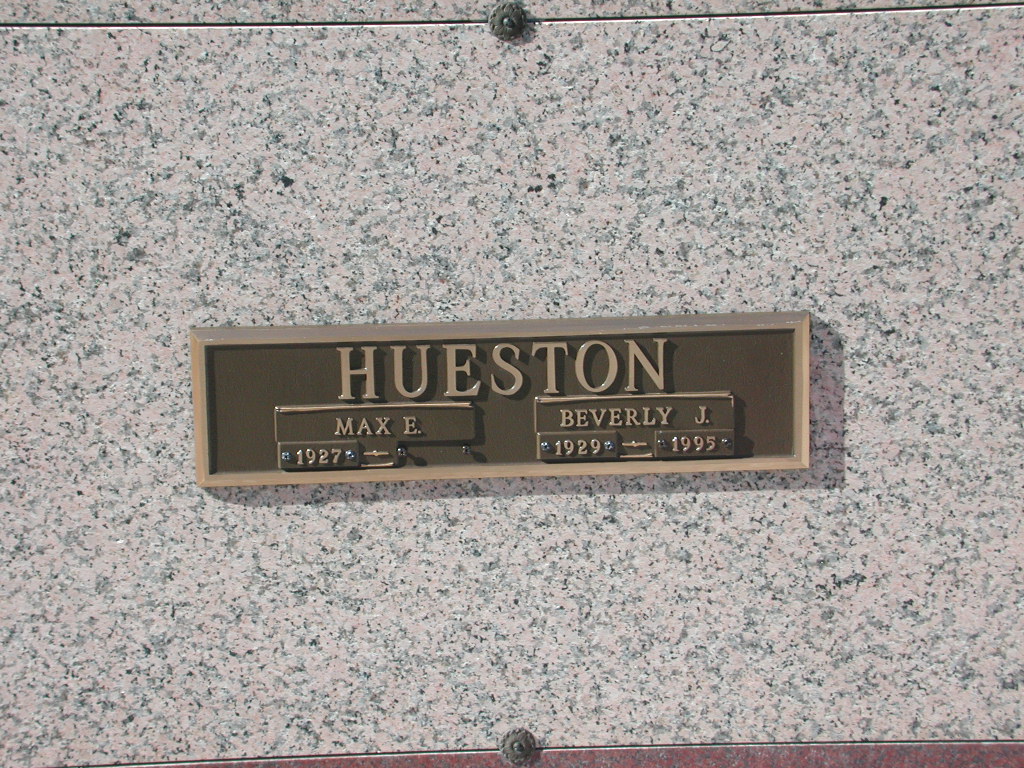 HUESTON
MAX E.
1927 -
BEVERLY J.
1929 - 1995